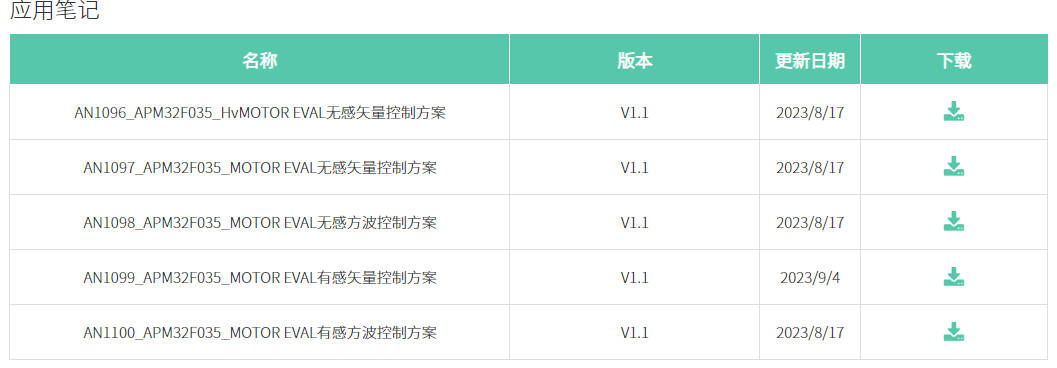 应用笔记
名称 版本 更新日期 下载
AN1096_APM32F035_HvMOTOR EVAL无感矢量控制方案 V1.1 2023/8/17
AN1097_APM32F035_MOTOR EVAL无感矢量控制方案 V1.1 2023/8/17
AN1098_APM32F035_MOTOR EVAL无感方波控制方案 V1.1 2023/8/17
AN1099_APM32F035_MOTOR EVAL有感矢量控制方案 V1.1 2023/9/4
AN1100_APM32F035_MOTOR EVAL有感方波控制方案 V1.1 2023/8/17